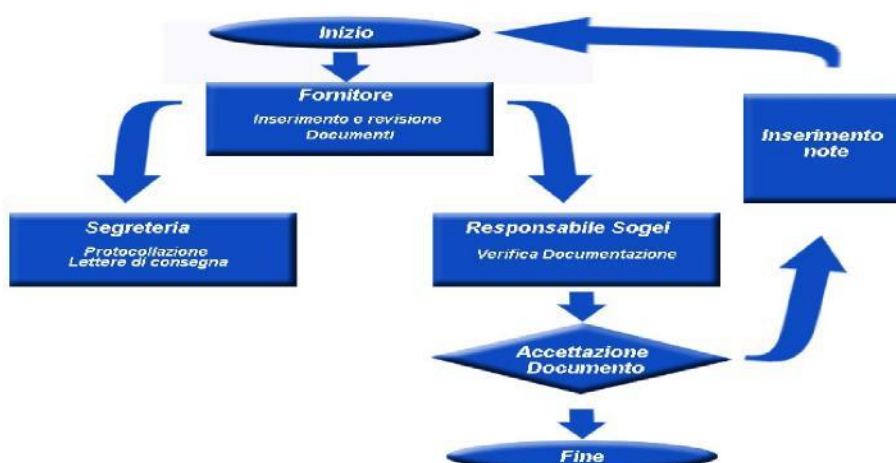 Inizio
Fornitore
Inserimento e revisione
Documenti
Inserimento
note
Segreteria
Protocollazione
Lettere di consegna
Responsabile Sogei
Verifica Documentazione
Accettazione
Documento
Fine